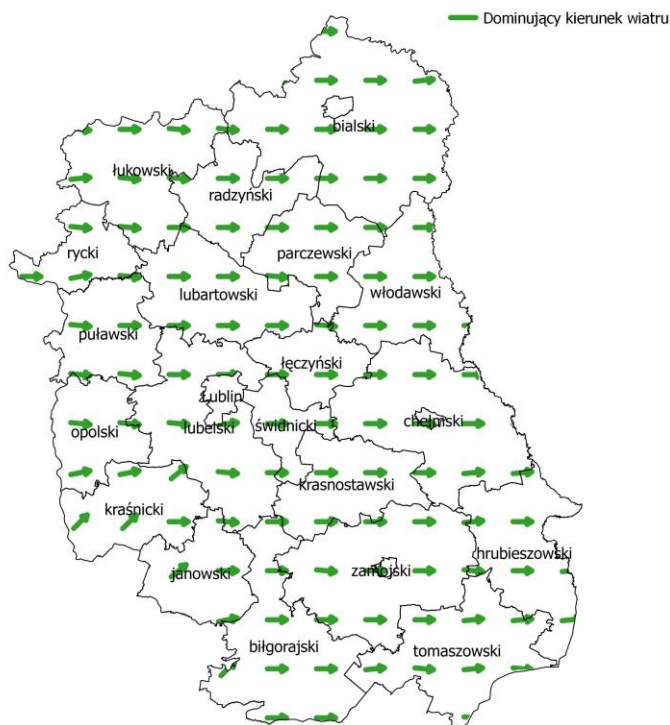 Dominujący kierunek wiatru
bialski
łukowski
radzyński
rycki
parczewski
lubartowski
włodawski
puławski
łęczyński
Lublin
opolski
lubelski
świdnicki
chełmski
krasnostawski
kraśnicki
hrubieszowski
janowski
zamojski
biłgorajski
tomaszowski